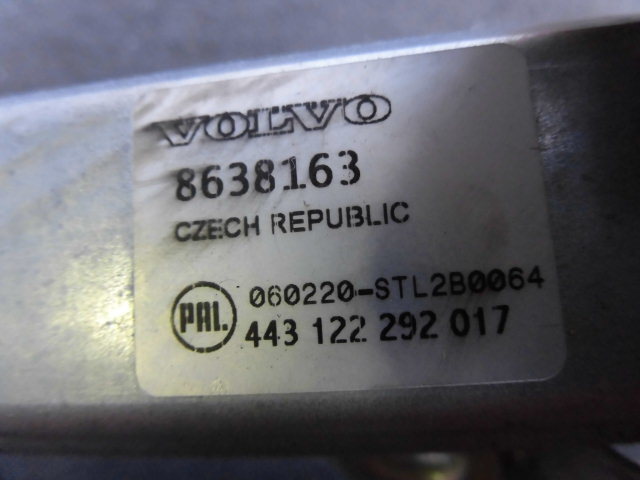 VOLVO
8638163
CZECH REPUBLIC
060220-STL2B0064
PAL
443 122 292 017